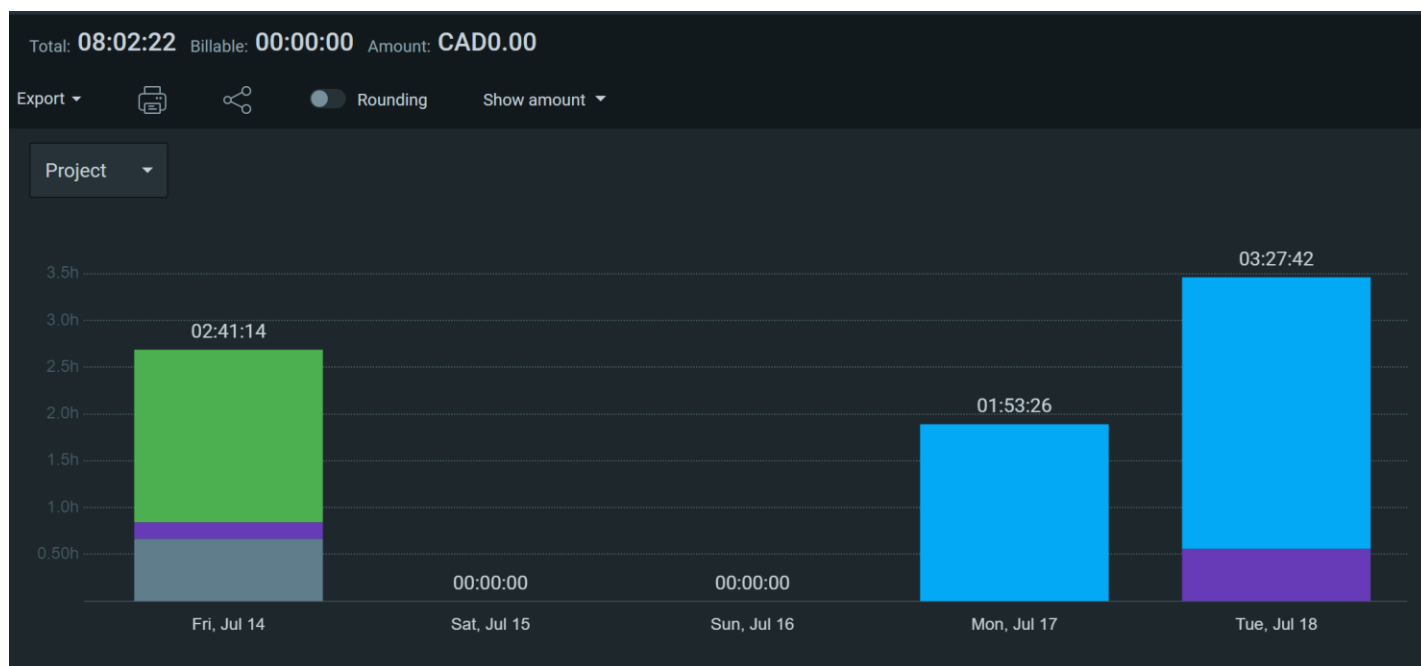 Total: 08:02:22 Billable: 00:00:00 Amount: CAD0.00
Export Rounding Show amount
Project
03:27:42
3.5h
3.0h
02:41:14
2.5h
2.0h
01:53:26
1.5h
1.0h
0.50h
00:00:00 00:00:00
Fri, Jul 14 Sat, Jul 15 Sun, Jul 16 Mon, Jul 17 Tue, Jul 18